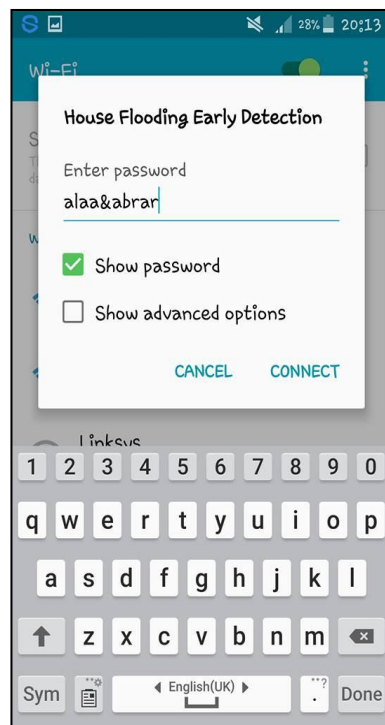 S 28% 20:13
Wi-Fi
House Flooding Early Detection
Enter password
alaa&abrar
Show password
Show advanced options
CANCEL CONNECT
Linksys
1 2 3 4 5 6 7 8 9 0
q w e r t y u i o p
a s d f g h j k l
z x c v b n m
Sym English(UK) . Done